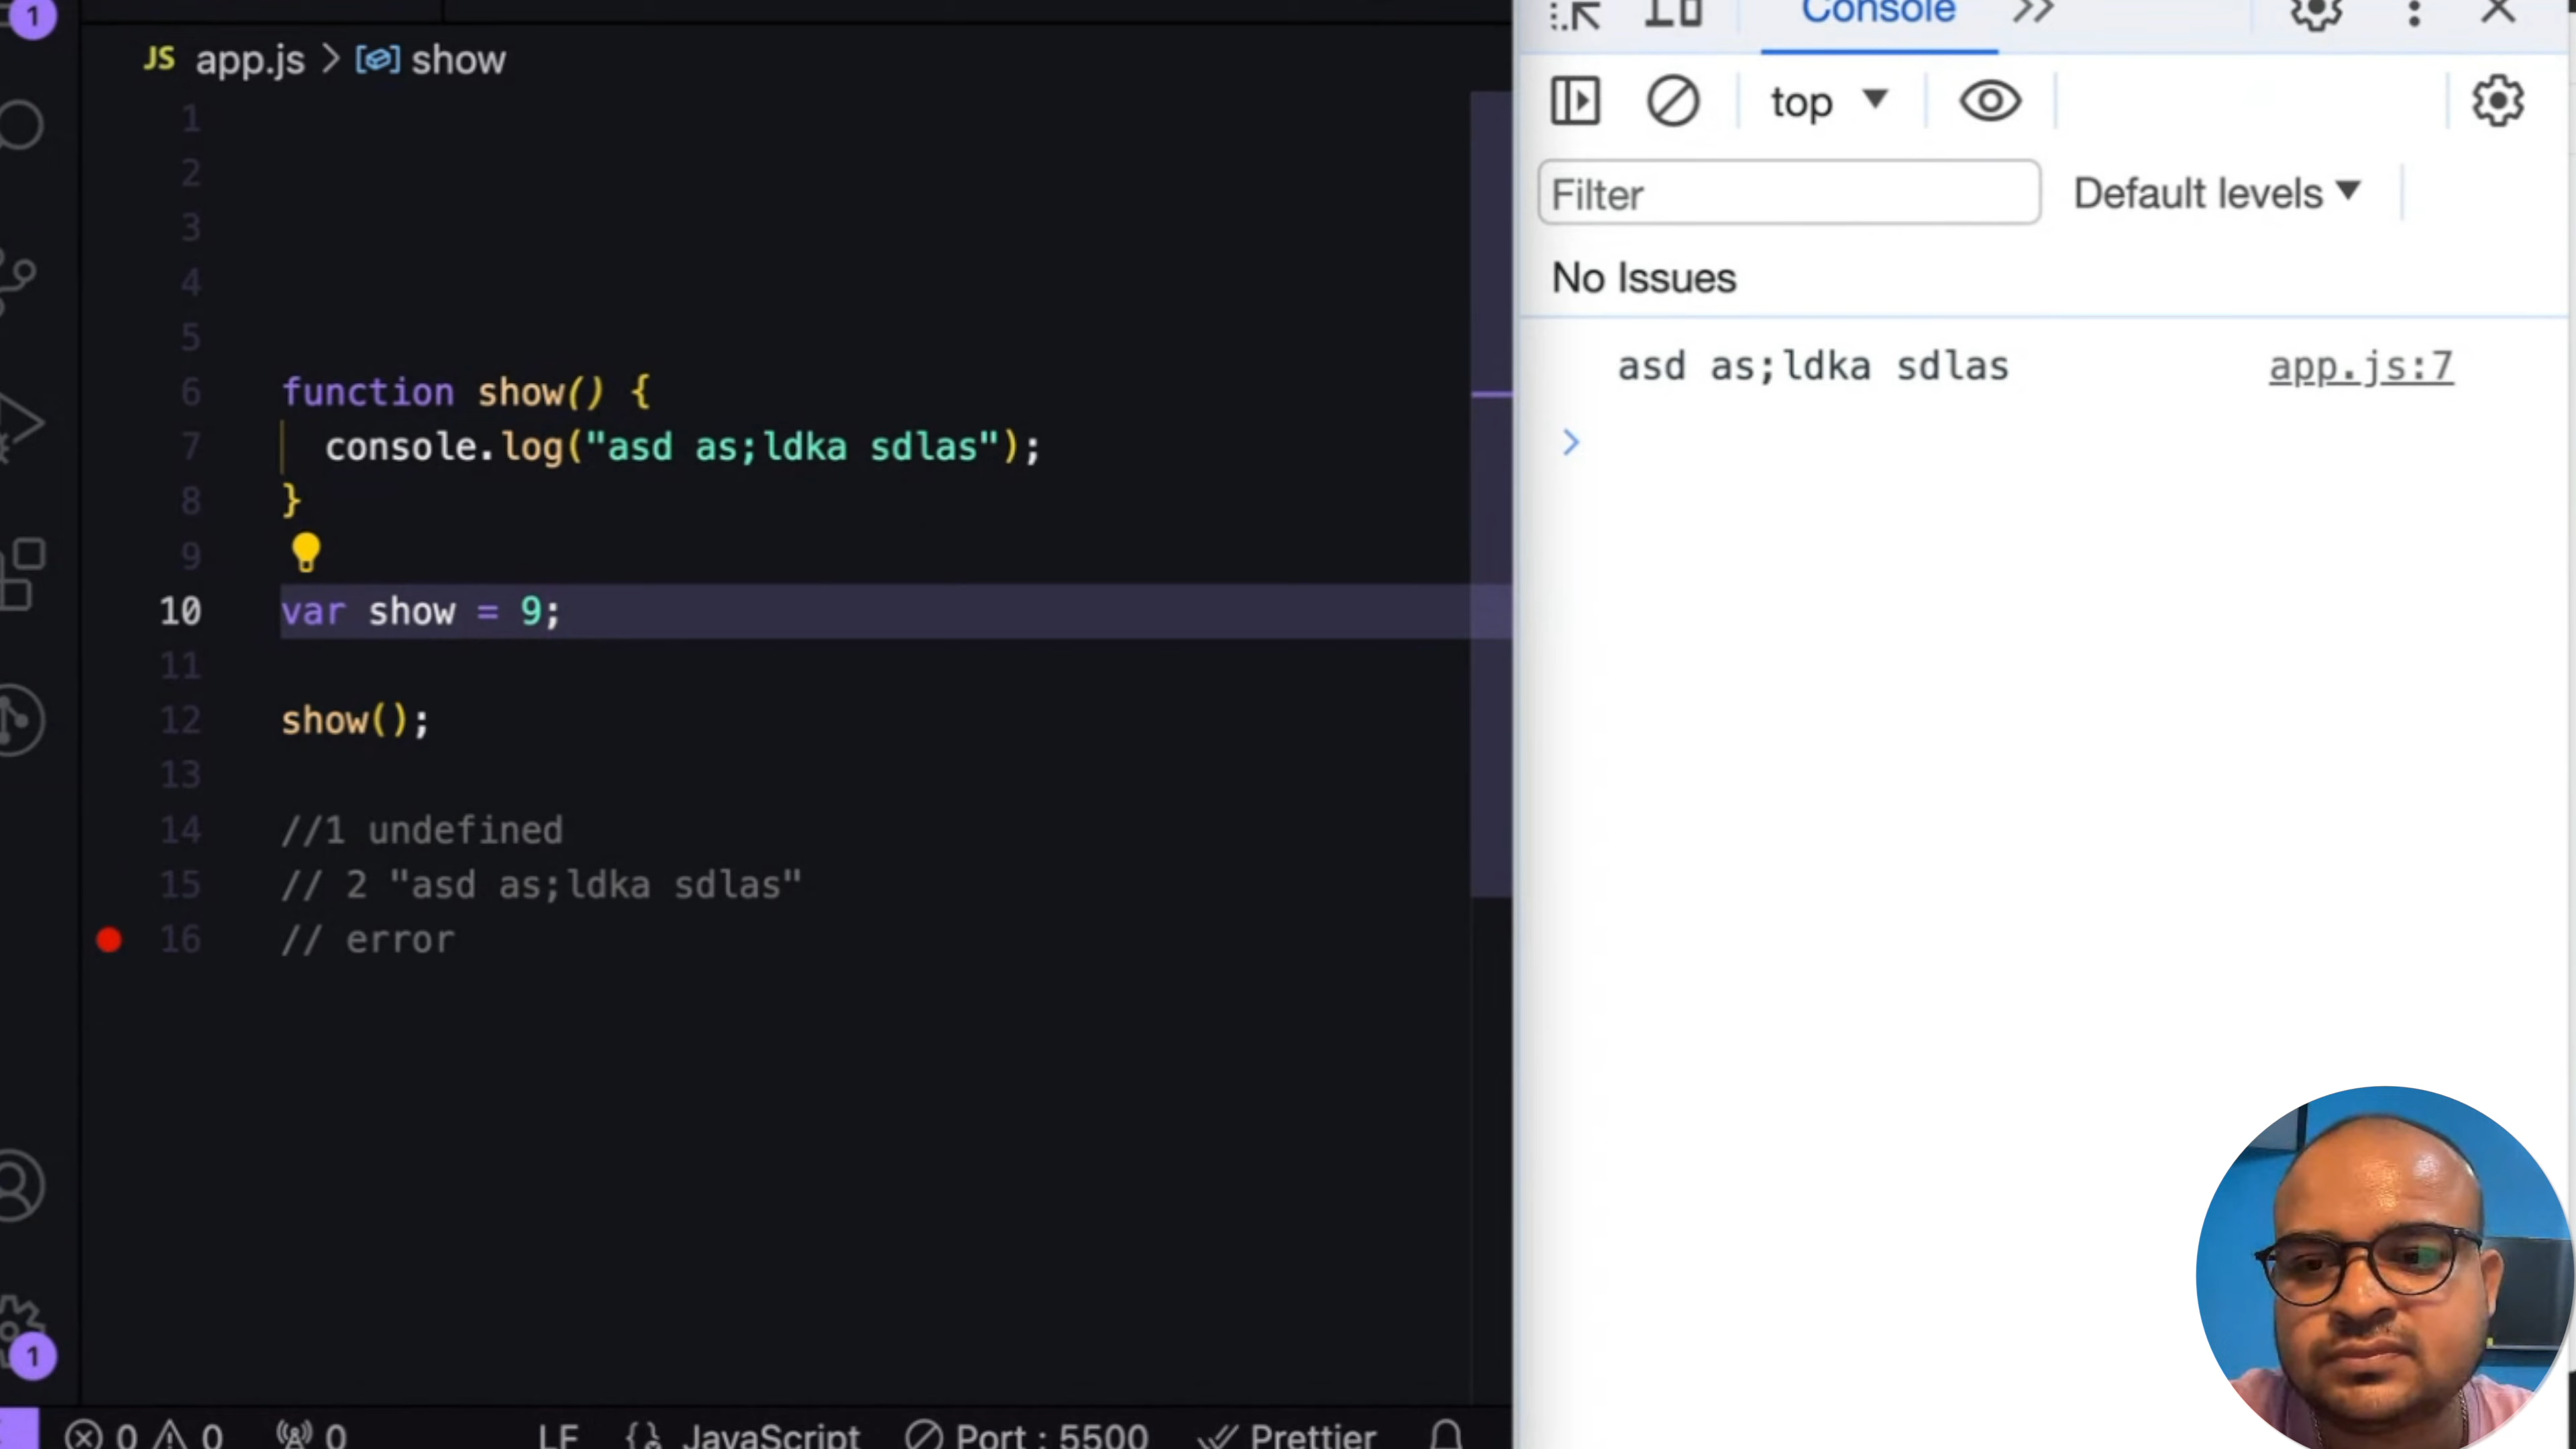 1
JS app.js > show
1
2
3
4
5
6 function show() {
7 console.log("asd as;ldka sdlas");
8 }
9
10 var show = 9;
11
12 show();
13
14 //1 undefined
15 // 2 "asd as;ldka sdlas"
16 // error
1
0 0 0 LF JavaScript Port : 5500 Prettier
Console
top
Filter Default levels
No Issues
asd as;ldka sdlas app.js:7
>